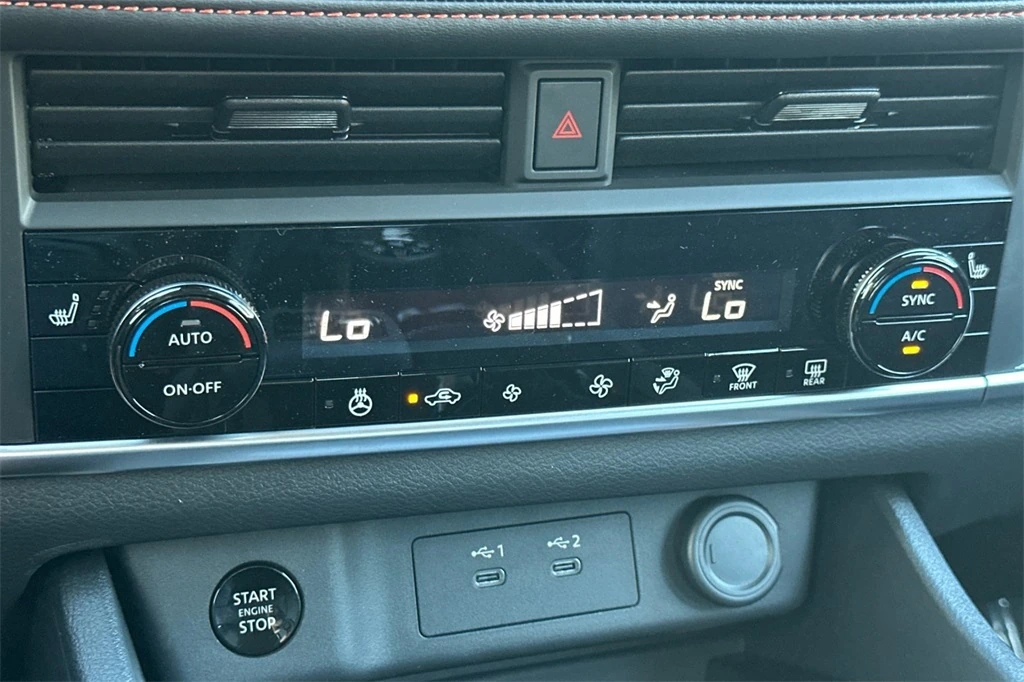 SYNC
Lo
Lo
AUTO
ON·OFF
SYNC
A/C
FRONT
REAR
1
2
START
ENGINE
STOP